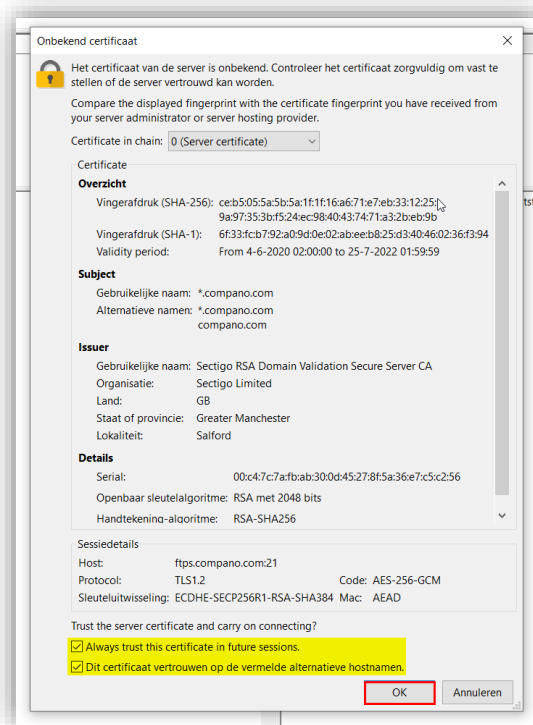 Onbekend certificaat
Het certificaat van de server is onbekend. Controleer het certificaat zorgvuldig om vast te
stellen of de server vertrouwd kan worden.
Compare the displayed fingerprint with the certificate fingerprint you have received from
your server administrator or server hosting provider.
Certificate in chain: 0 (Server certificate)
Certificate
Overzicht
Vingerafdruk (SHA-256): ce:b5:05:5a:5b:5a:1f:1f:16:a6:71:e7:eb:33:12:25:
9a:97:35:3b:f5:24:ec:98:40:43:74:71:a3:2b:eb:9b
Vingerafdruk (SHA-1): 6f:33:fc:b7:92:a0:9d:0e:02:ab:ee:b8:25:d3:40:46:02:36:f3:94
Validity period: From 4-6-2020 02:00:00 to 25-7-2022 01:59:59
Subject
Gebruikelijke naam: *.compano.com
Alternatieve namen: *.compano.com
compano.com
Issuer
Gebruikelijke naam: Sectigo RSA Domain Validation Secure Server CA
Organisatie: Sectigo Limited
Land: GB
Staat of provincie: Greater Manchester
Lokaliteit: Salford
Details
Serial: 00:c4:7c:7a:fb:ab:30:0d:45:27:8f:5a:36:e7:c5:c2:56
Openbaar sleutelalgoritme: RSA met 2048 bits
Handtekening-algoritme: RSA-SHA256
Sessiedetails
Host: ftps.compano.com:21
Protocol: TLS1.2 Code: AES-256-GCM
Sleuteluitwisseling: ECDHE-SECP256R1-RSA-SHA384 Mac: AEAD
Trust the server certificate and carry on connecting?
Always trust this certificate in future sessions.
Dit certificaat vertrouwen op de vermelde alternatieve hostnamen.
OK Annuleren